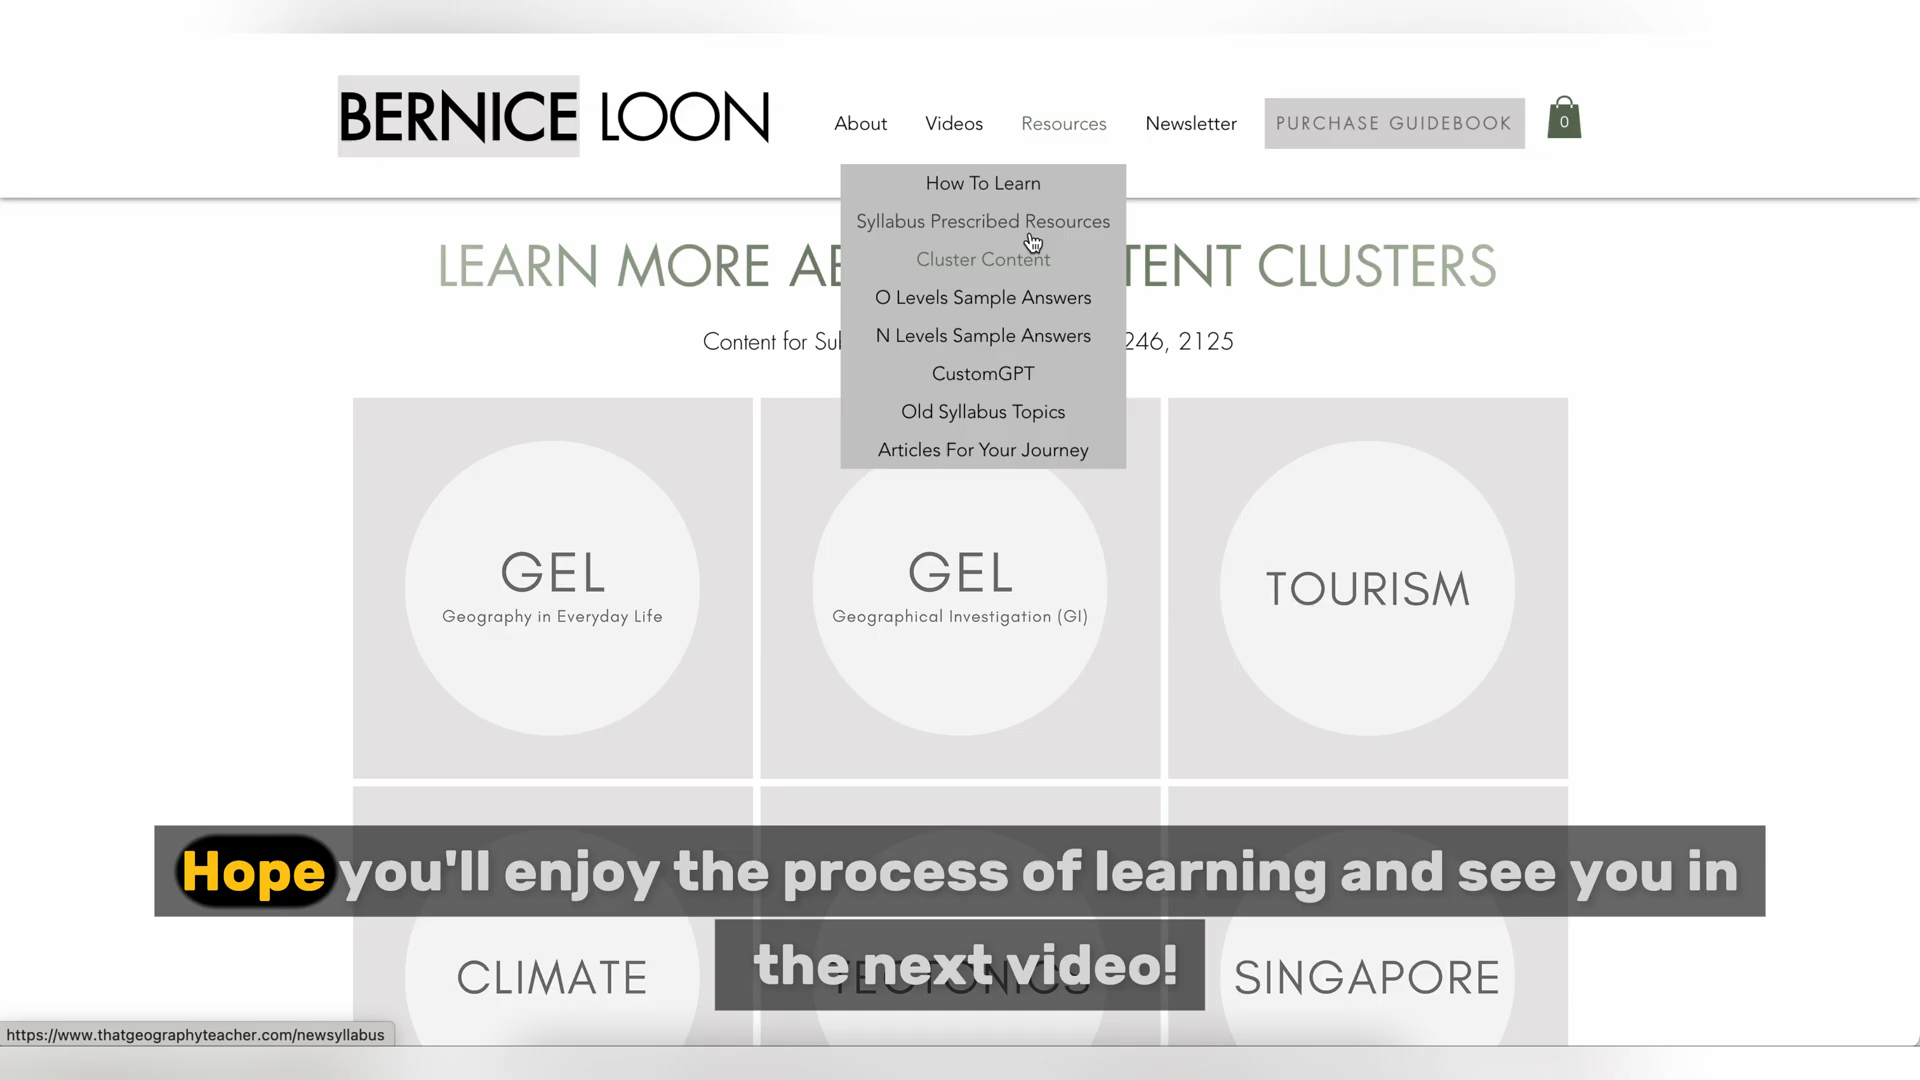 BERNICE LOON
About
Videos
Resources
Newsletter
PURCHASE GUIDEBOOK
0
How To Learn
Syllabus Prescribed Resources
Cluster Content
O Levels Sample Answers
N Levels Sample Answers
CustomGPT
Old Syllabus Topics
Articles For Your Journey
LEARN MORE AB TENT CLUSTERS
Content for Sub 246, 2125
GEL
Geography in Everyday Life
GEL
Geographical Investigation (GI)
TOURISM
Hope you'll enjoy the process of learning and see you in
the next video!
CLIMATE
TECTONICS
SINGAPORE
https://www.thatgeographyteacher.com/newsyllabus